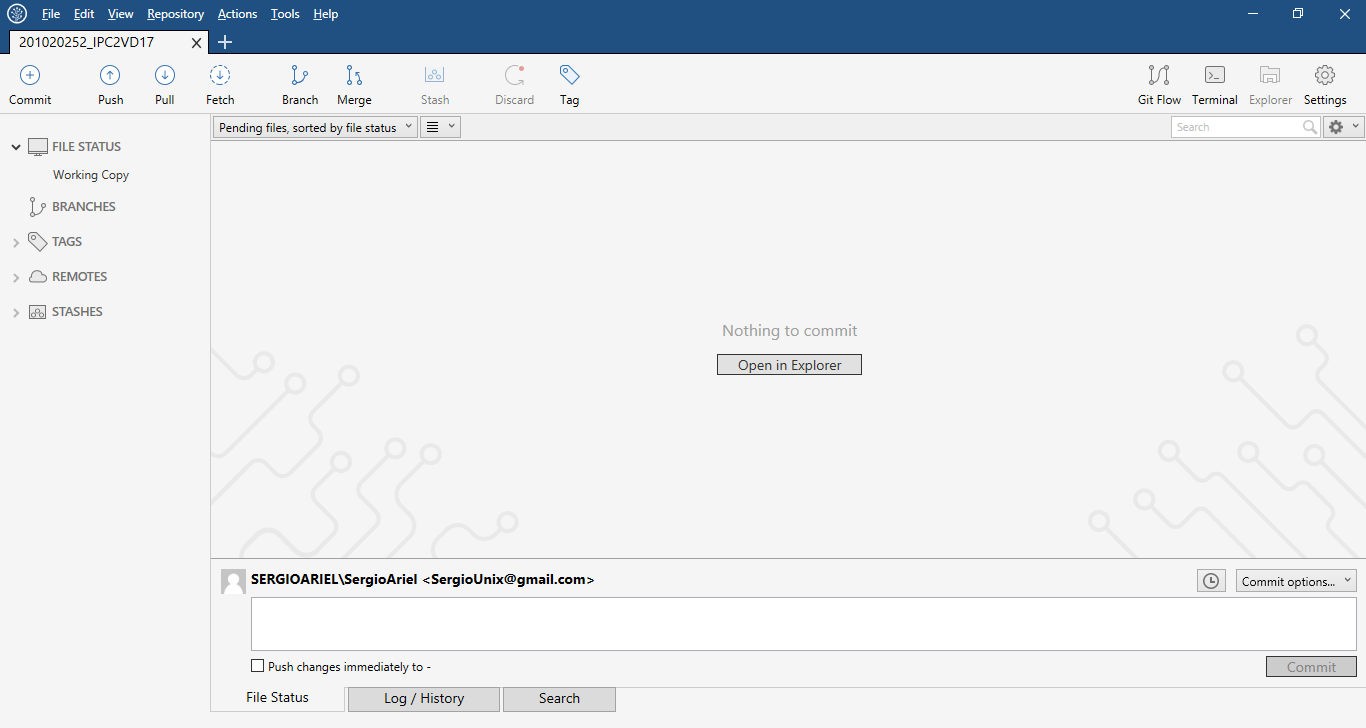 File Edit View Repository Actions Tools Help
201020252_IPC2VD17
Commit Push Pull Fetch Branch Merge Stash Discard Tag Git Flow Terminal Explorer Settings
Pending files, sorted by file status Search
FILE STATUS
Working Copy
BRANCHES
TAGS
REMOTES
STASHES
Nothing to commit
Open in Explorer
SERGIOARIEL\SergioAriel <SergioUnix@gmail.com>
Commit options...
Push changes immediately to -
Commit
File Status Log / History Search